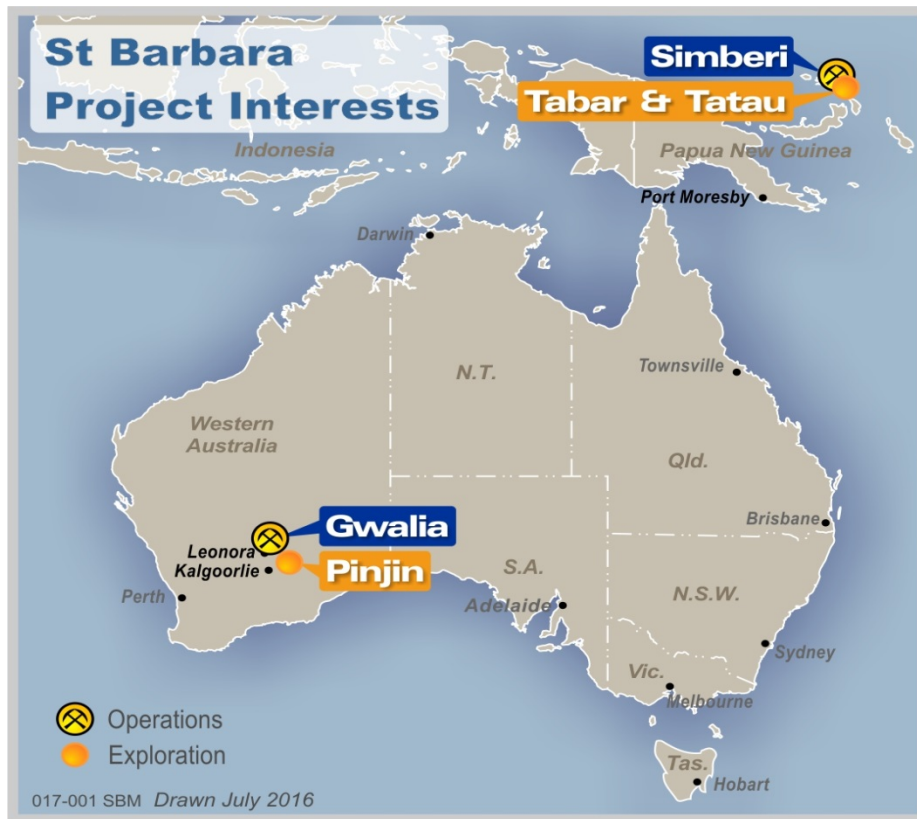 St Barbara
Project Interests
Simberi
Tabar & Tatau
Indonesia
Papua New Guinea
Port Moresby
Darwin
Townsville
N.T.
Western
Australia
Qld.
Brisbane
Gwalia
Leonora
Kalgoorlie
Pinjin
S.A.
Perth
Adelaide
N.S.W.
Sydney
Vic.
Melbourne
Operations
Exploration
Tas.
Hobart
017-001 SBM Drawn July 2016